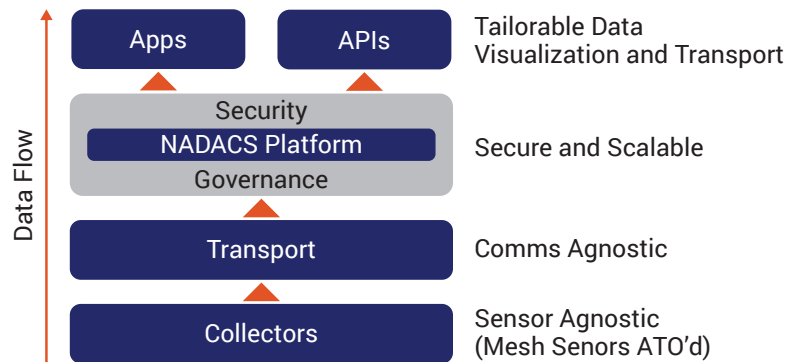 Apps
APIs
Tailorable Data
Visualization and Transport
Security
NADACS Platform
Governance
Secure and Scalable
Transport
Comms Agnostic
Collectors
Sensor Agnostic
(Mesh Senors ATO’d)
Data Flow